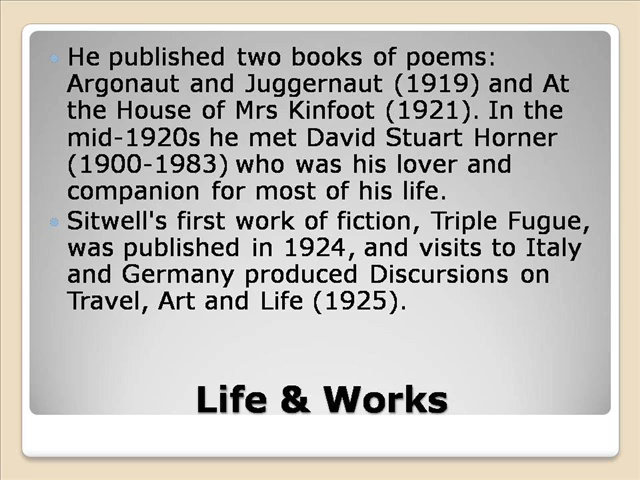 He published two books of poems:
Argonaut and Juggernaut (1919) and At
the House of Mrs Kinfoot (1921). In the
mid-1920s he met David Stuart Horner
(1900-1983) who was his lover and
companion for most of his life.
Sitwell's first work of fiction, Triple Fugue,
was published in 1924, and visits to Italy
and Germany produced Discursions on
Travel, Art and Life (1925).
Life & Works